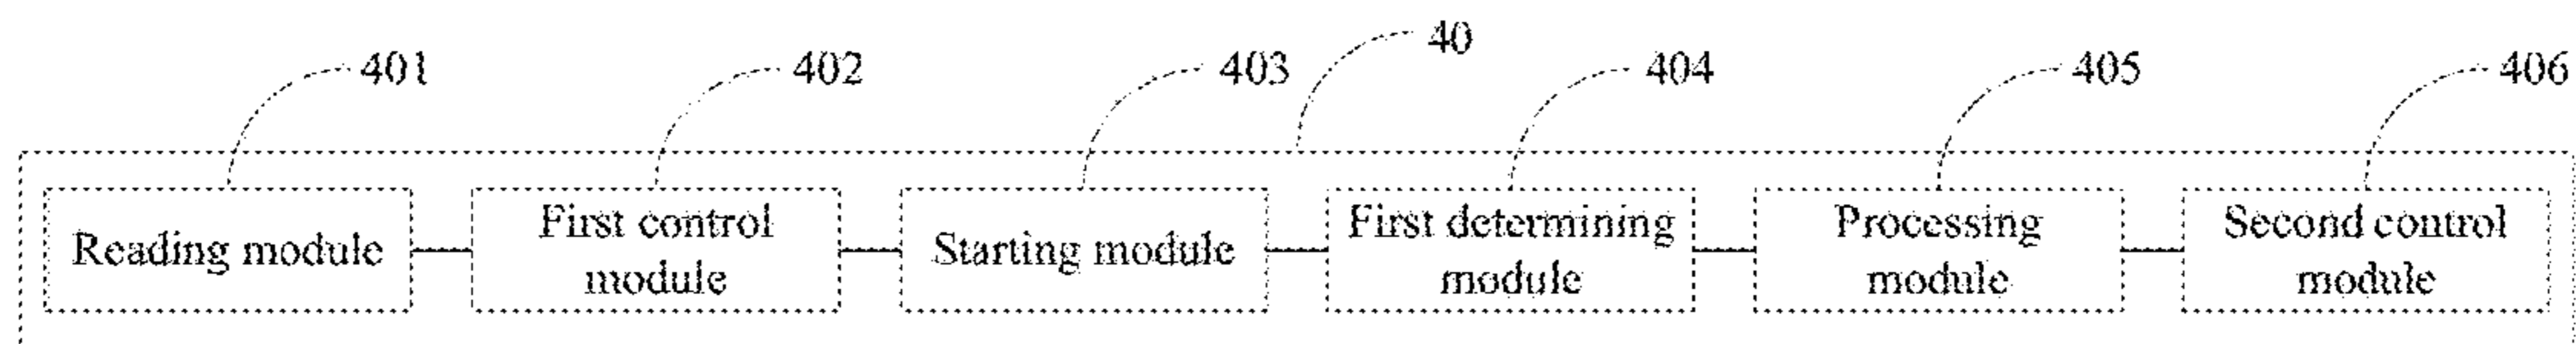 40
401
402
403
404
405
406
Reading module
First control
module
Starting module
First determining
module
Processing
module
Second control
module